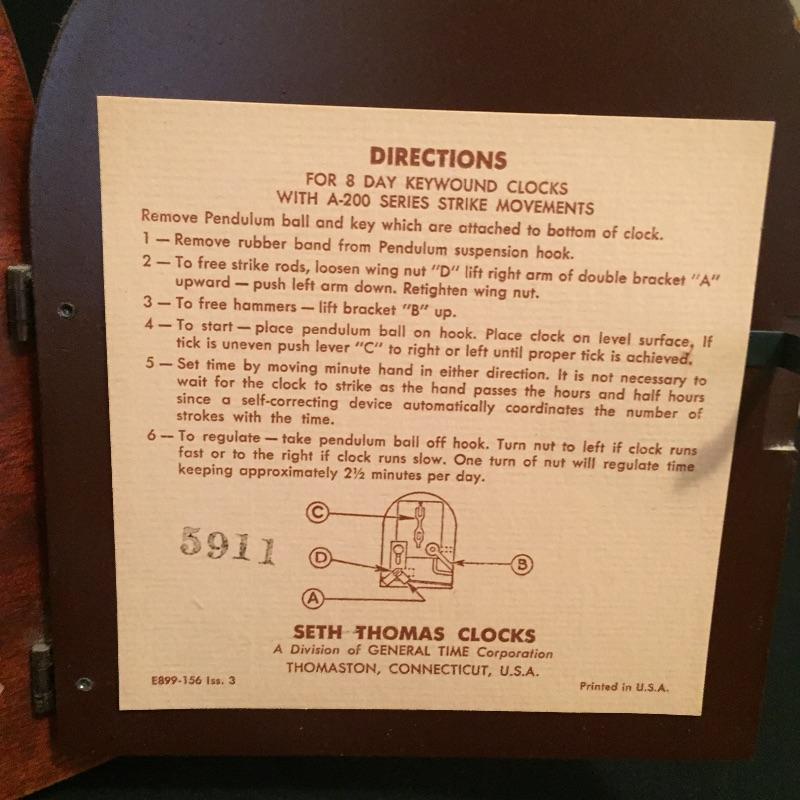 DIRECTIONS
FOR 8 DAY KEYWOUND CLOCKS
WITH A-200 SERIES STRIKE MOVEMENTS
Remove Pendulum ball and key which are attached to bottom of clock.
1 — Remove rubber band from Pendulum suspension hook.
2 — To free strike rods, loosen wing nut "D" lift right arm of double bracket "A"
upward — push left arm down. Retighten wing nut.
3 — To free hammers — lift bracket "B" up.
4 — To start — place pendulum ball on hook. Place clock on level surface, If
tick is uneven push lever "C" to right or left until proper tick is achieved.
5 — Set time by moving minute hand in either direction. It is not necessary to
wait for the clock to strike as the hand passes the hours and half hours
since a self-correcting device automatically coordinates the number of
strokes with the time.
6 — To regulate — take pendulum ball off hook. Turn nut to left if clock runs
fast or to the right if clock runs slow. One turn of nut will regulate time
keeping approximately 2½ minutes per day.
C
5911
D
B
A
SETH THOMAS CLOCKS
A Division of GENERAL TIME Corporation
THOMASTON, CONNECTICUT, U.S.A.
E899-156 Iss. 3
Printed in U.S.A.